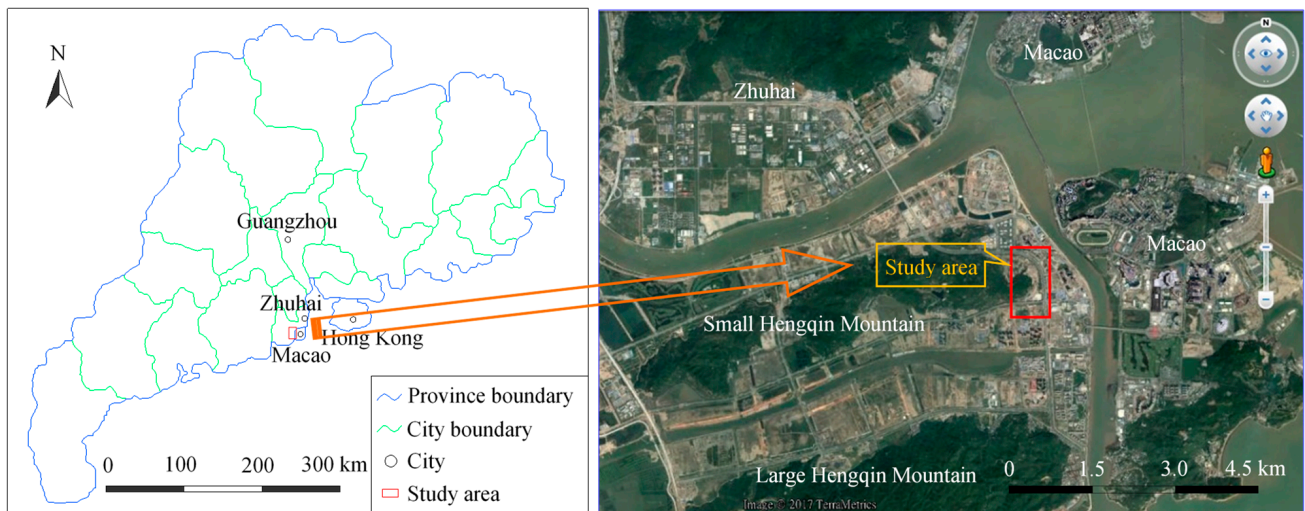 N
Guangzhou
Zhuhai
Hong Kong
Macao
Province boundary
City boundary
City
Study area
0 100 200 300 km
N
Macao
Zhuhai
Study area
Macao
Small Hengqin Mountain
Large Hengqin Mountain
0 1.5 3.0 4.5 km
Image © 2017 TerraMetrics